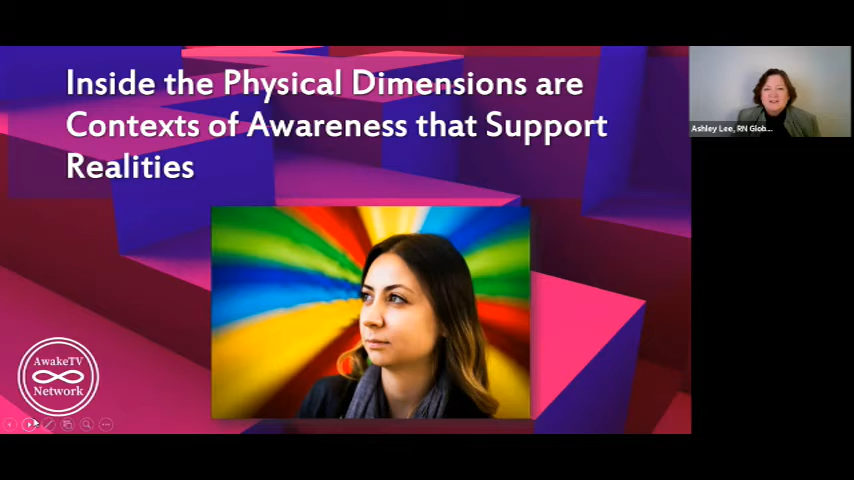 Inside the Physical Dimensions are
Contexts of Awareness that Support
Realities
Ashley Lee, RN Glob...
AwakeTV
Network